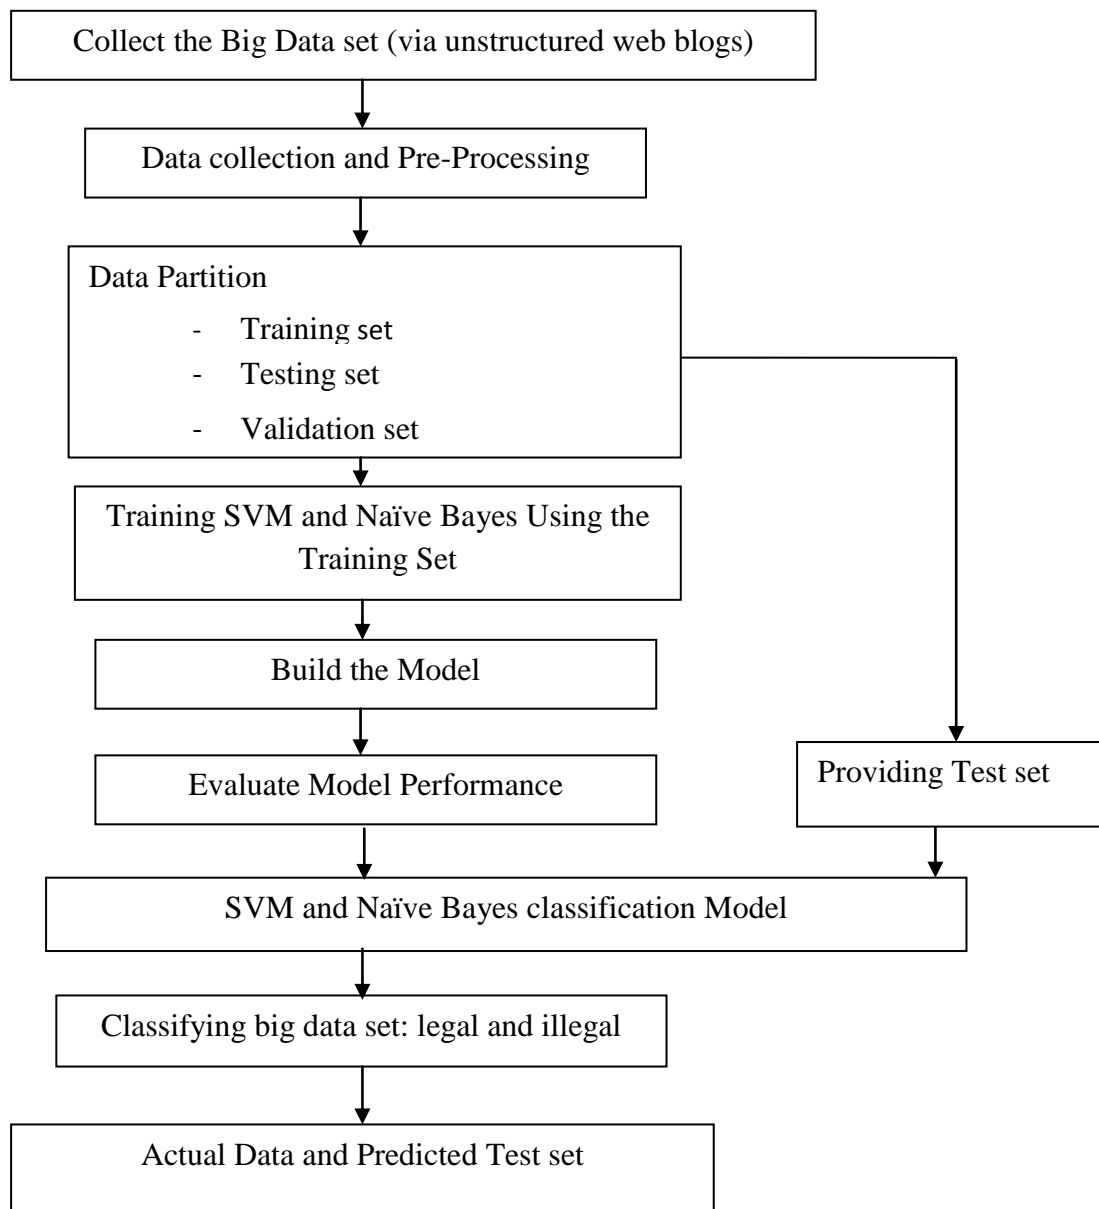 Collect the Big Data set (via unstructured web blogs)
Data collection and Pre-Processing
Data Partition
- Training set
- Testing set
- Validation set
Training SVM and Naïve Bayes Using the
Training Set
Build the Model
Evaluate Model Performance
Providing Test set
SVM and Naïve Bayes classification Model
Classifying big data set: legal and illegal
Actual Data and Predicted Test set